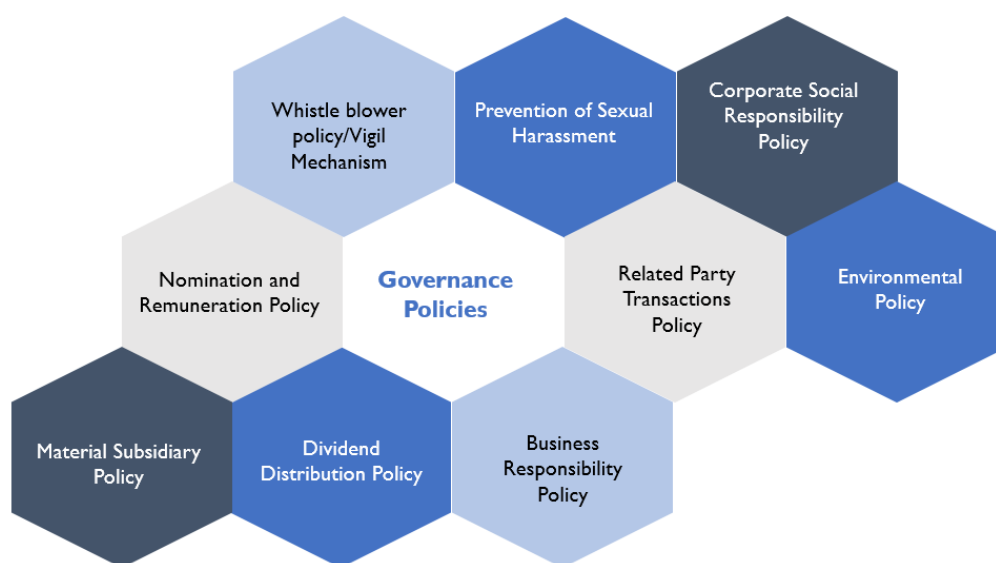 Whistle blower
policy/Vigil
Mechanism
Prevention of Sexual
Harassment
Corporate Social
Responsibility
Policy
Nomination and
Remuneration Policy
Governance
Policies
Related Party
Transactions
Policy
Environmental
Policy
Material Subsidiary
Policy
Dividend
Distribution Policy
Business
Responsibility
Policy